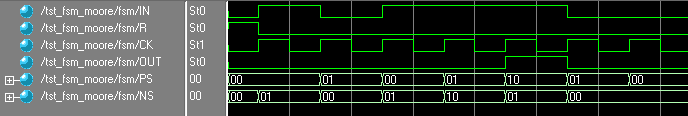 /tst_fsm_moore/fsm/IN St0
/tst_fsm_moore/fsm/R St0
/tst_fsm_moore/fsm/CK St1
/tst_fsm_moore/fsm/OUT St0
/tst_fsm_moore/fsm/PS 00 00 01 00 01 10 01 00
/tst_fsm_moore/fsm/NS 00 00 01 00 01 10 01 00